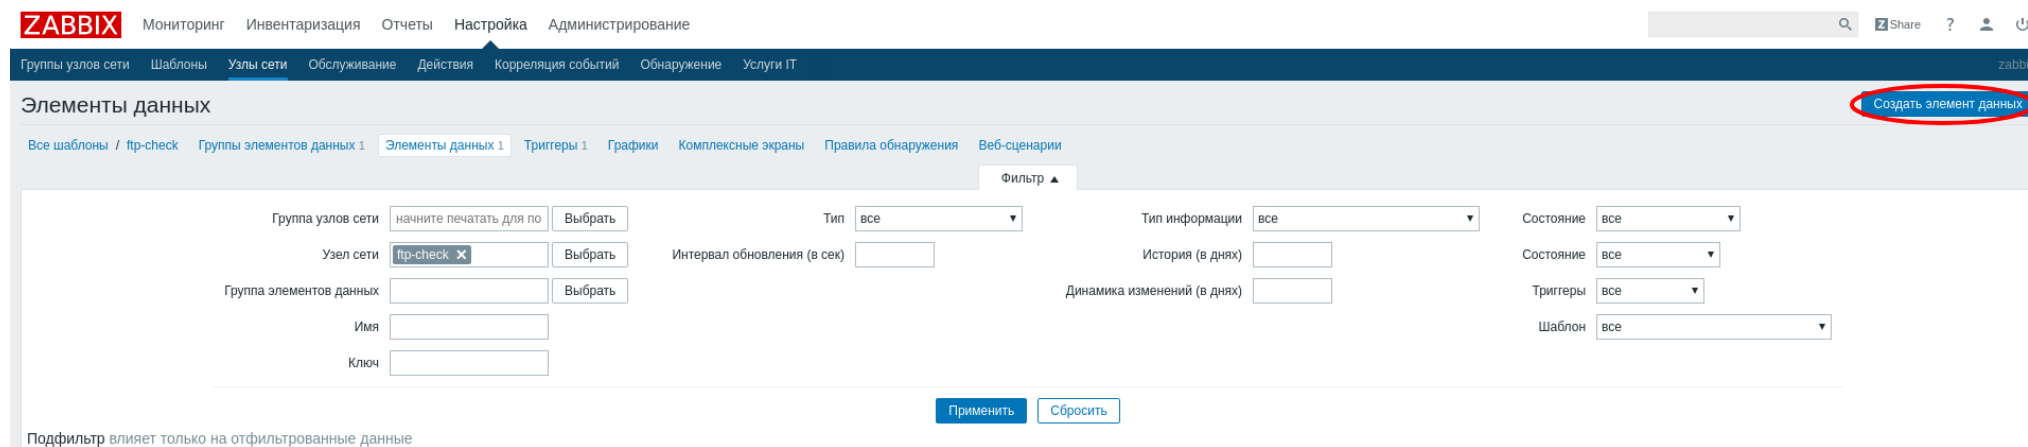 ZABBIX Мониторинг Инвентаризация Отчеты Настройка Администрирование Z Share ?
Группы узлов сети Шаблоны Узлы сети Обслуживание Действия Корреляция событий Обнаружение Услуги IT zabbi
Элементы данных Создать элемент данных
Все шаблоны / ftp-check Группы элементов данных 1 Элементы данных 1 Триггеры 1 Графики Комплексные экраны Правила обнаружения Веб-сценарии
Фильтр ▲
Группа узлов сети начните печатать для по Выбрать Тип все Тип информации все Состояние все
Узел сети ftp-check Выбрать Интервал обновления (в сек) История (в днях) Состояние все
Группа элементов данных Выбрать Динамика изменений (в днях) Триггеры все
Имя Шаблон все
Ключ
Применить Сбросить
Подфильтр влияет только на отфильтрованные данные